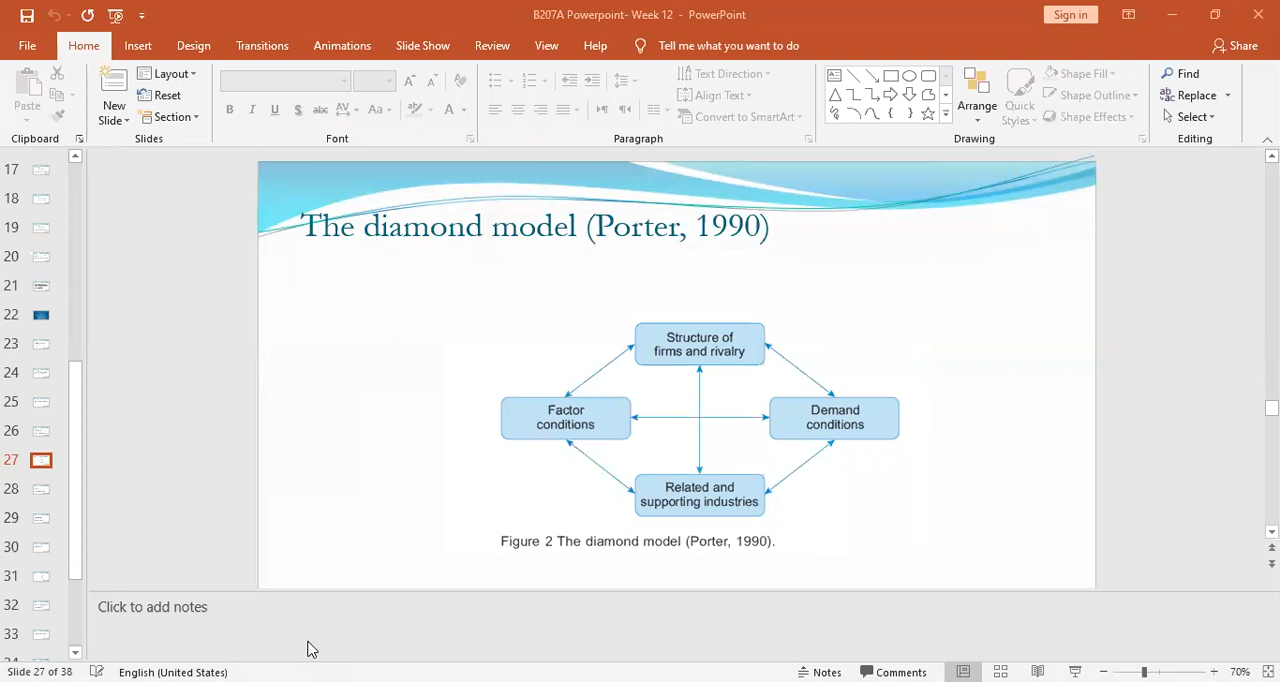 B207A Powerpoint- Week 12 - PowerPoint
Sign in
File Home Insert Design Transitions Animations Slide Show Review View Help Tell me what you want to do
Share
Paste
New
Slide
Layout
Reset
Section
B I U S abc AV Aa A
A A
Text Direction
Align Text
Convert to SmartArt
Arrange
Quick
Styles
Shape Fill
Shape Outline
Shape Effects
Find
Replace
Select
Clipboard Slides Font Paragraph Drawing Editing
17
18
19
20
21
22
23
24
25
26
27
28
29
30
31
32
33
The diamond model (Porter, 1990)
Structure of
firms and rivalry
Factor
conditions
Demand
conditions
Related and
supporting industries
Figure 2 The diamond model (Porter, 1990).
Click to add notes
Slide 27 of 38 English (United States) Notes Comments 70%